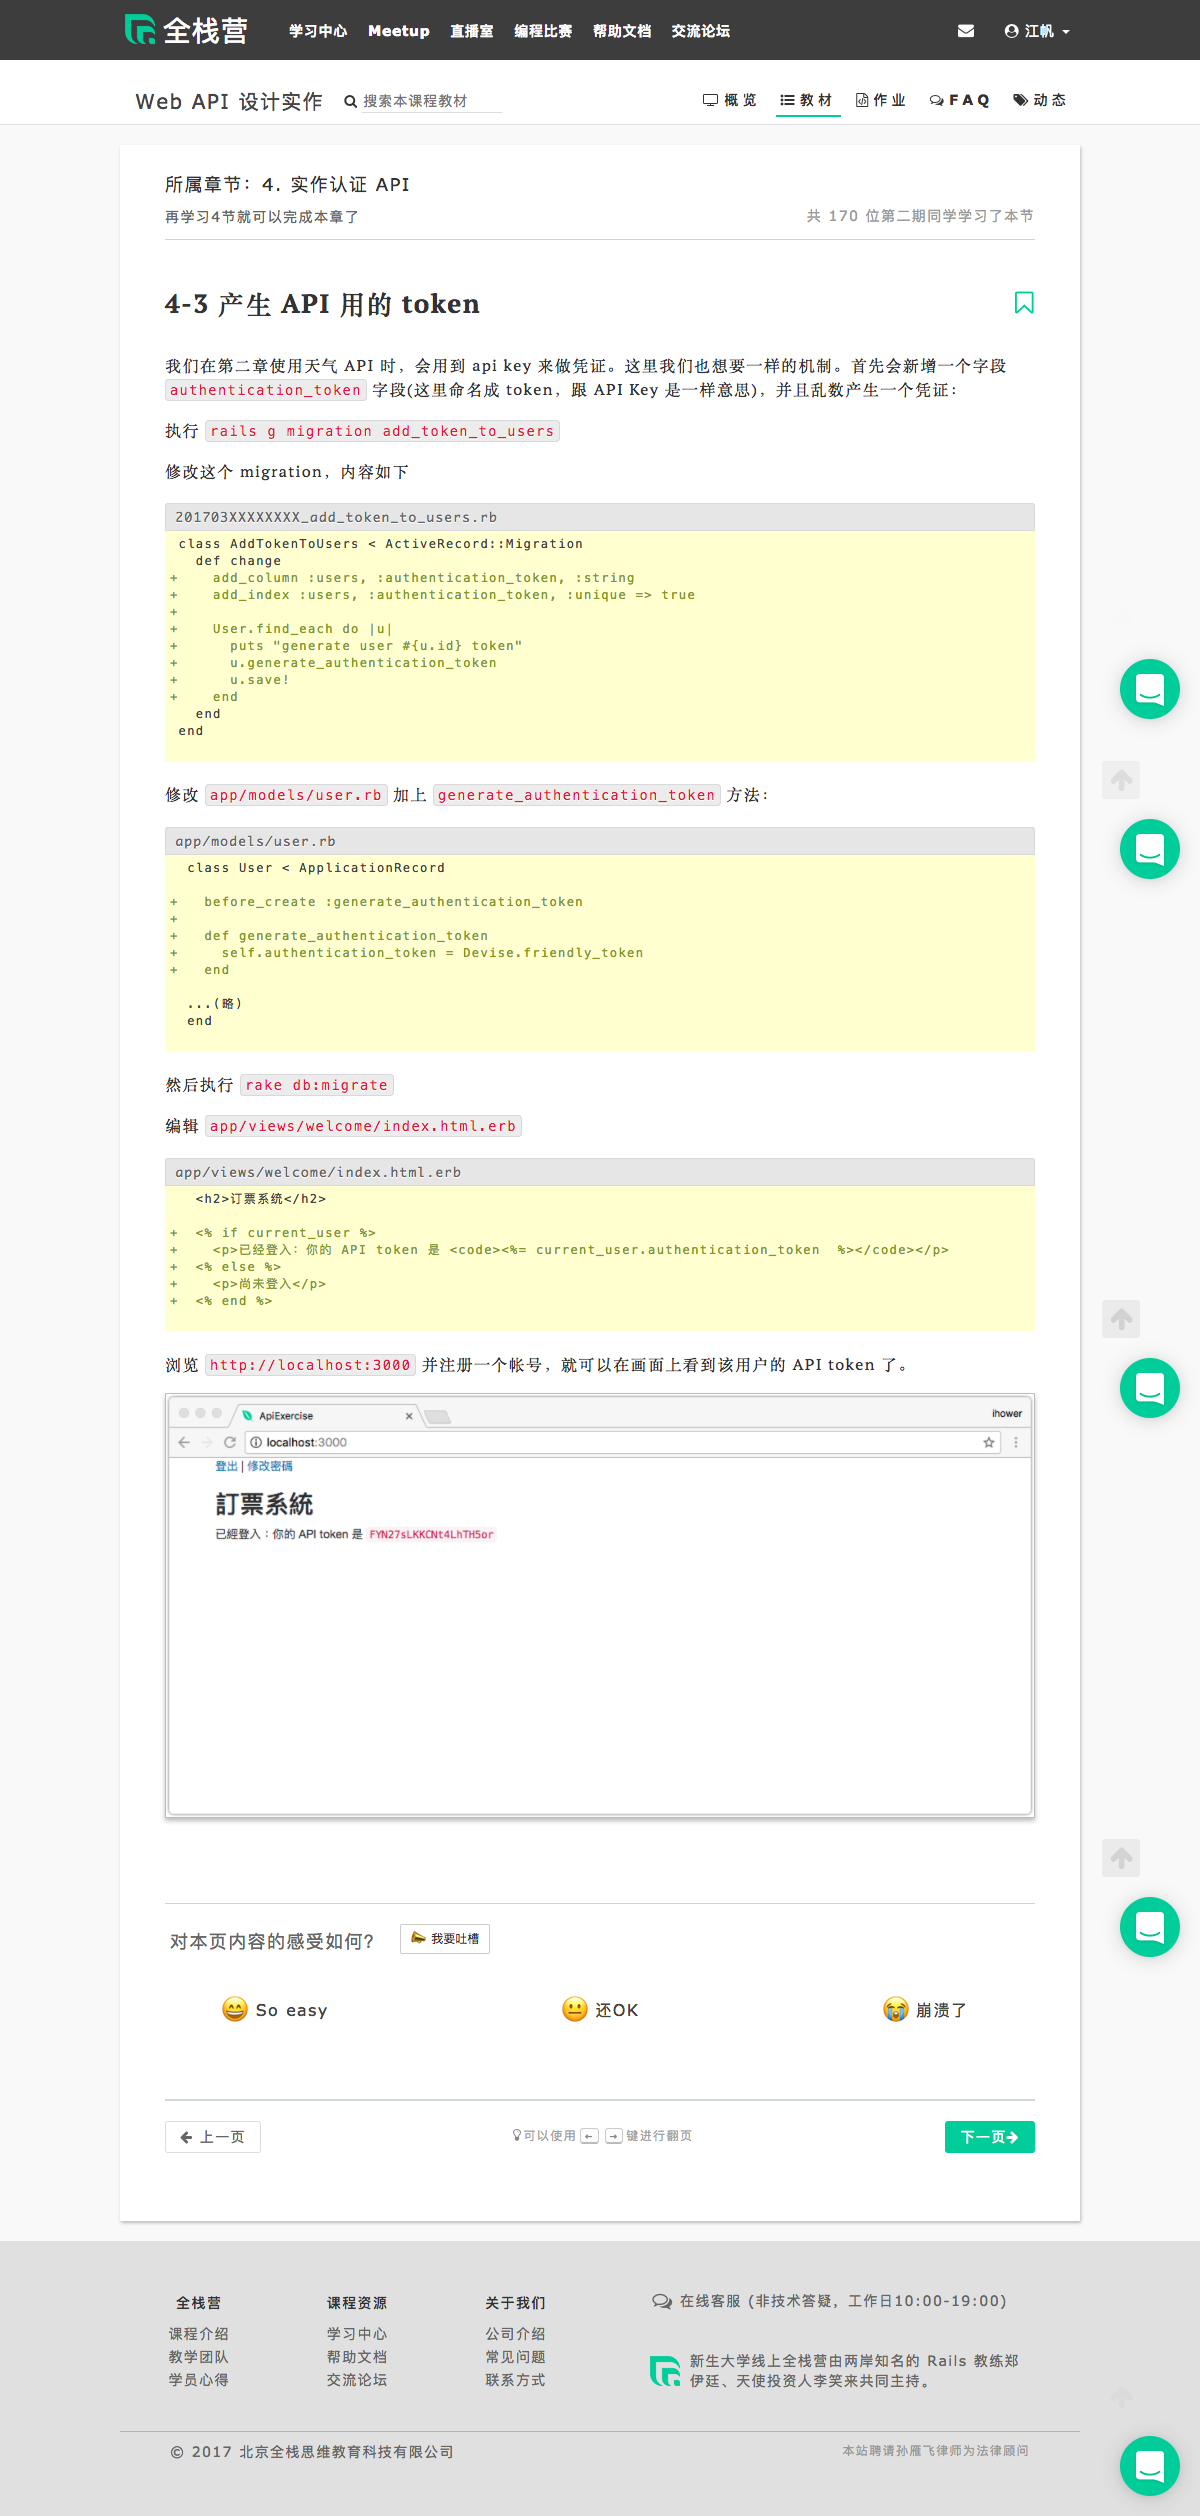 全栈营 学习中心 Meetup 直播室 编程比赛 帮助文档 交流论坛 江帆
Web API 设计实作 搜索本课程教材 概览 教材 作业 FAQ 动态
所属章节：4. 实作认证 API
再学习4节就可以完成本章了 共 170 位第二期同学学习了本节
4-3 产生 API 用的 token
我们在第二章使用天气 API 时，会用到 api key 来做凭证。这里我们也想要一样的机制。首先会新增一个字段
authentication_token 字段(这里命名成 token，跟 API Key 是一样意思)，并且乱数产生一个凭证：
执行 rails g migration add_token_to_users
修改这个 migration，内容如下
201703XXXXXXXX_add_token_to_users.rb
class AddTokenToUsers < ActiveRecord::Migration
def change
+ add_column :users, :authentication_token, :string
+ add_index :users, :authentication_token, :unique => true
+
+ User.find_each do |u|
+ puts "generate user #{u.id} token"
+ u.generate_authentication_token
+ u.save!
+ end
end
end
修改 app/models/user.rb 加上 generate_authentication_token 方法：
app/models/user.rb
class User < ApplicationRecord
+ before_create :generate_authentication_token
+
+ def generate_authentication_token
+ self.authentication_token = Devise.friendly_token
+ end
...(略)
end
然后执行 rake db:migrate
编辑 app/views/welcome/index.html.erb
app/views/welcome/index.html.erb
<h2>订票系统</h2>
+ <% if current_user %>
+ <p>已经登入：你的 API token 是 <code><%= current_user.authentication_token  %></code></p>
+ <% else %>
+ <p>尚未登入</p>
+ <% end %>
浏览 http://localhost:3000 并注册一个帐号，就可以在画面上看到该用户的 API token 了。
ApiExercise ihower
localhost:3000
登出 | 修改密碼
訂票系統
已經登入：你的 API token 是 FYN27sLKKCNt4LhTH5or
对本页内容的感受如何？ 我要吐槽
So easy 还OK 崩溃了
上一页 可以使用 ← → 键进行翻页 下一页
全栈营 课程资源 关于我们 在线客服 (非技术答疑，工作日10:00-19:00)
课程介绍 学习中心 公司介绍
教学团队 帮助文档 常见问题 新生大学线上全栈营由两岸知名的 Rails 教练郑
学员心得 交流论坛 联系方式 伊廷、天使投资人李笑来共同主持。
© 2017 北京全栈思维教育科技有限公司 本站聘请孙雁飞律师为法律顾问